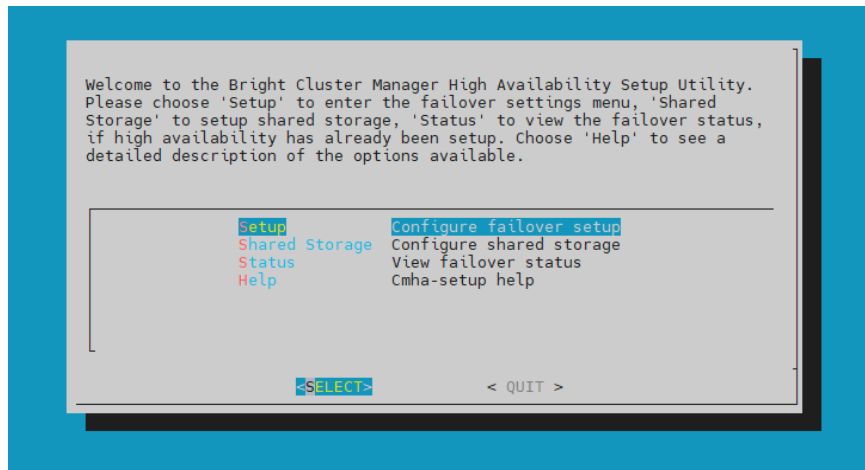 Welcome to the Bright Cluster Manager High Availability Setup Utility.
Please choose 'Setup' to enter the failover settings menu, 'Shared
Storage' to setup shared storage, 'Status' to view the failover status,
if high availability has already been setup. Choose 'Help' to see a
detailed description of the options available.
Setup Configure failover setup
Shared Storage Configure shared storage
Status View failover status
Help Cmha-setup help
<SELECT> < QUIT >